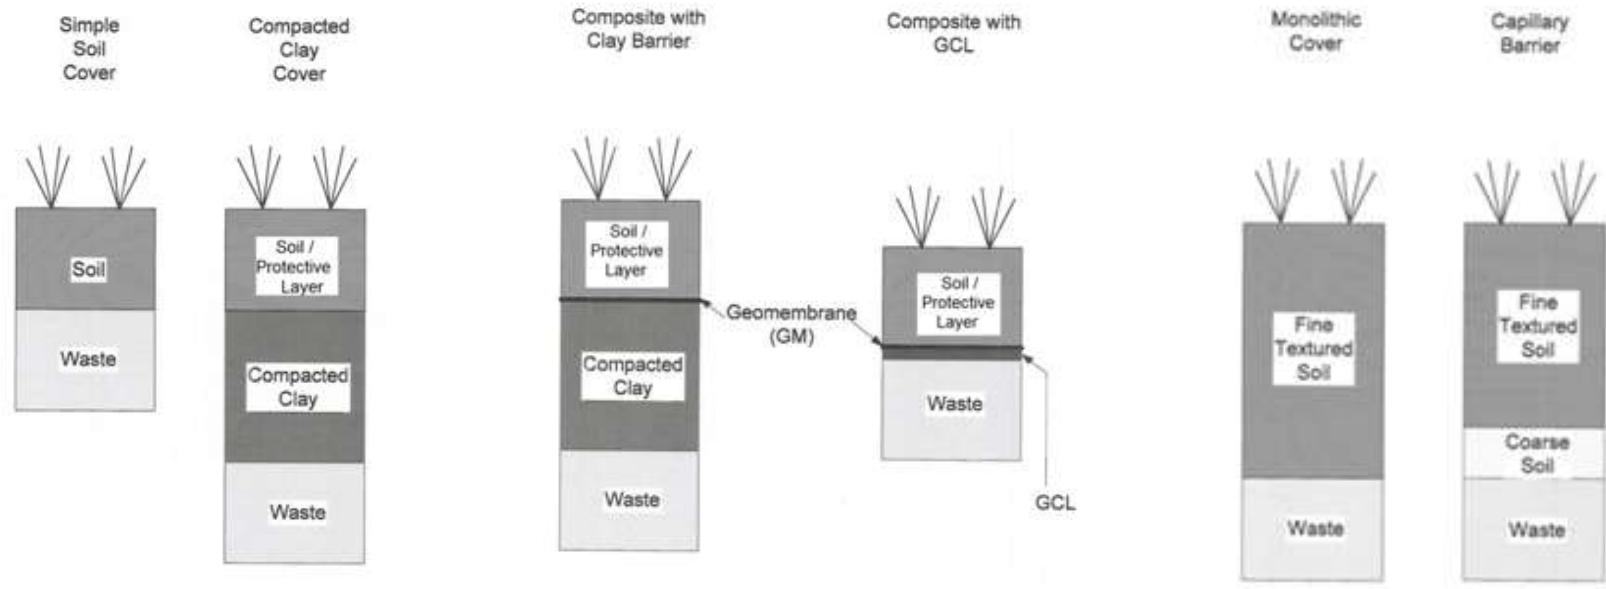 Simple
Soil
Cover
Compacted
Clay
Cover
Composite with
Clay Barrier
Composite with
GCL
Monolithic
Cover
Capillary
Barrier
Soil
Waste
Soil /
Protective
Layer
Compacted
Clay
Waste
Soil /
Protective
Layer
Compacted
Clay
Waste
Geomembrane
(GM)
Soil /
Protective
Layer
Waste
GCL
Fine
Textured
Soil
Waste
Fine
Textured
Soil
Coarse
Soil
Waste